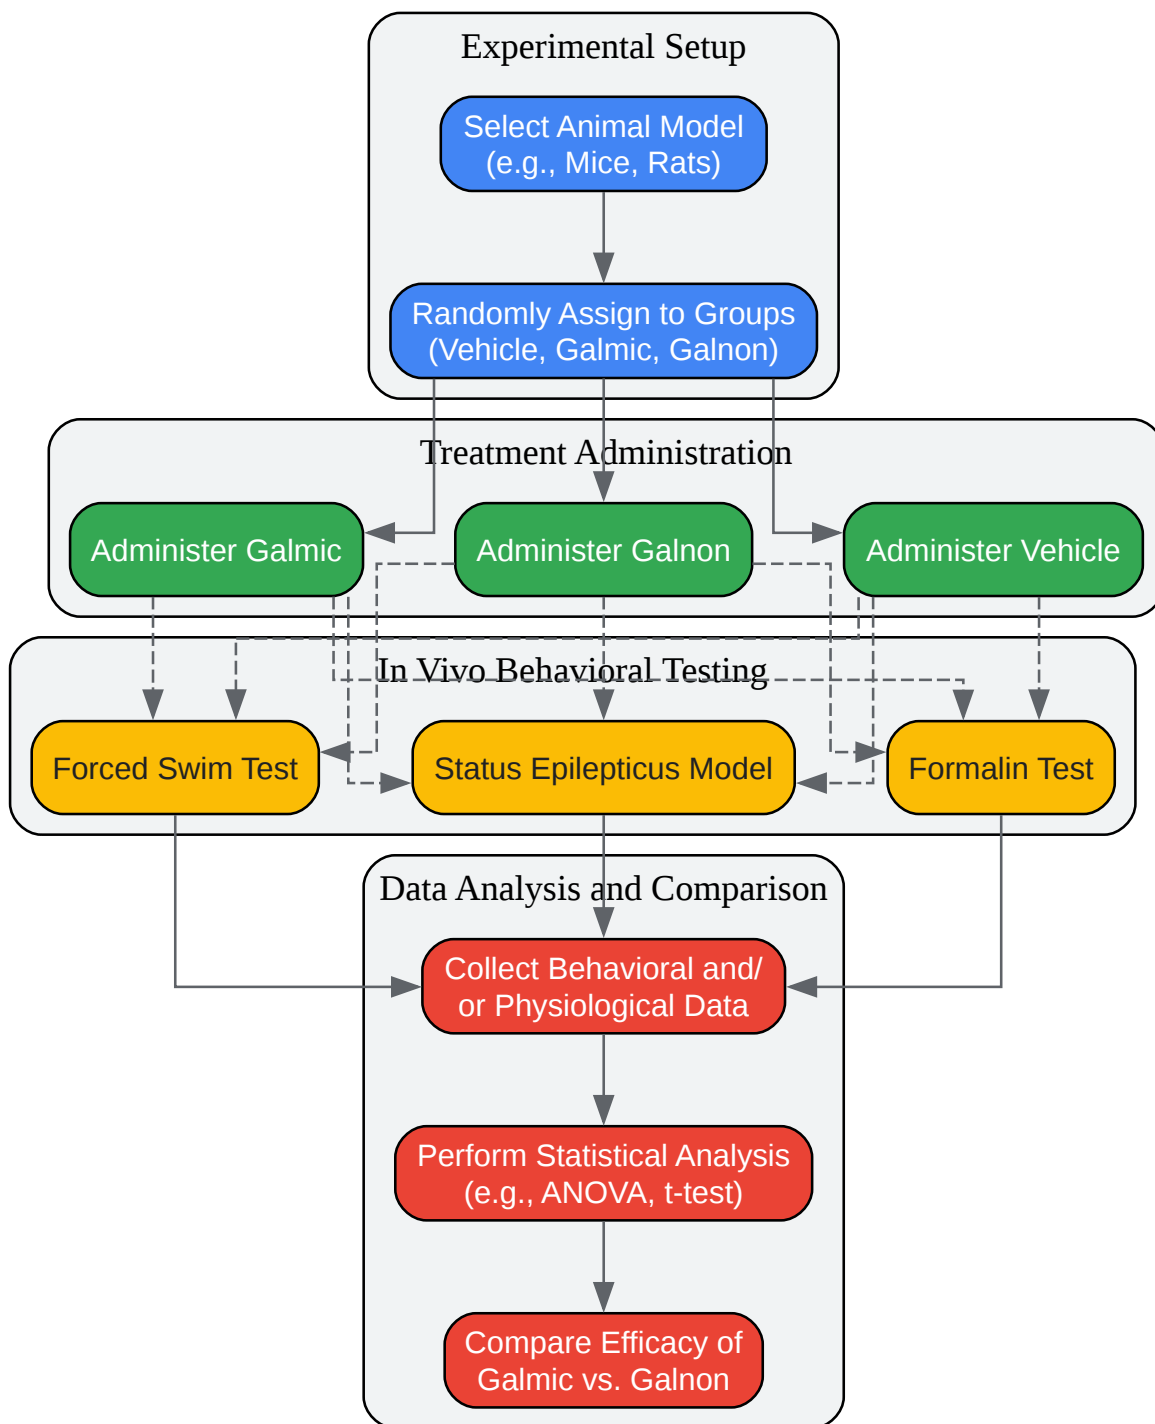 Experimental Setup
Select Animal Model
(e.g., Mice, Rats)
Randomly Assign to Groups
(Vehicle, Galmic, Galnon)
Treatment Administration
Administer Galmic
Administer Galnon
Administer Vehicle
In Vivo Behavioral Testing
Forced Swim Test
Status Epilepticus Model
Formalin Test
Data Analysis and Comparison
Collect Behavioral and/
or Physiological Data
Perform Statistical Analysis
(e.g., ANOVA, t-test)
Compare Efficacy of
Galmic vs. Galnon